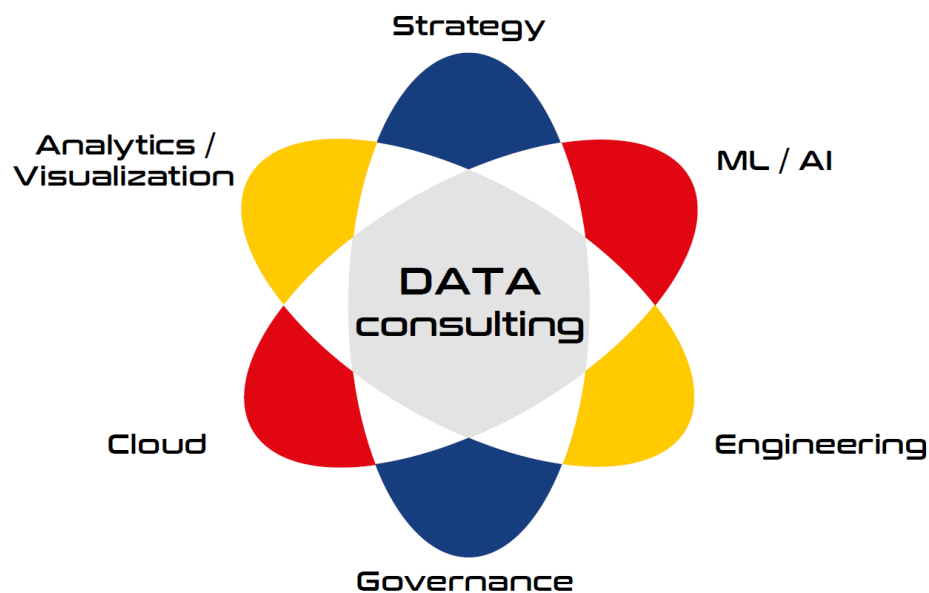 Strategy
Analytics /
Visualization
ML / AI
DATA
consulting
Cloud
Engineering
Governance